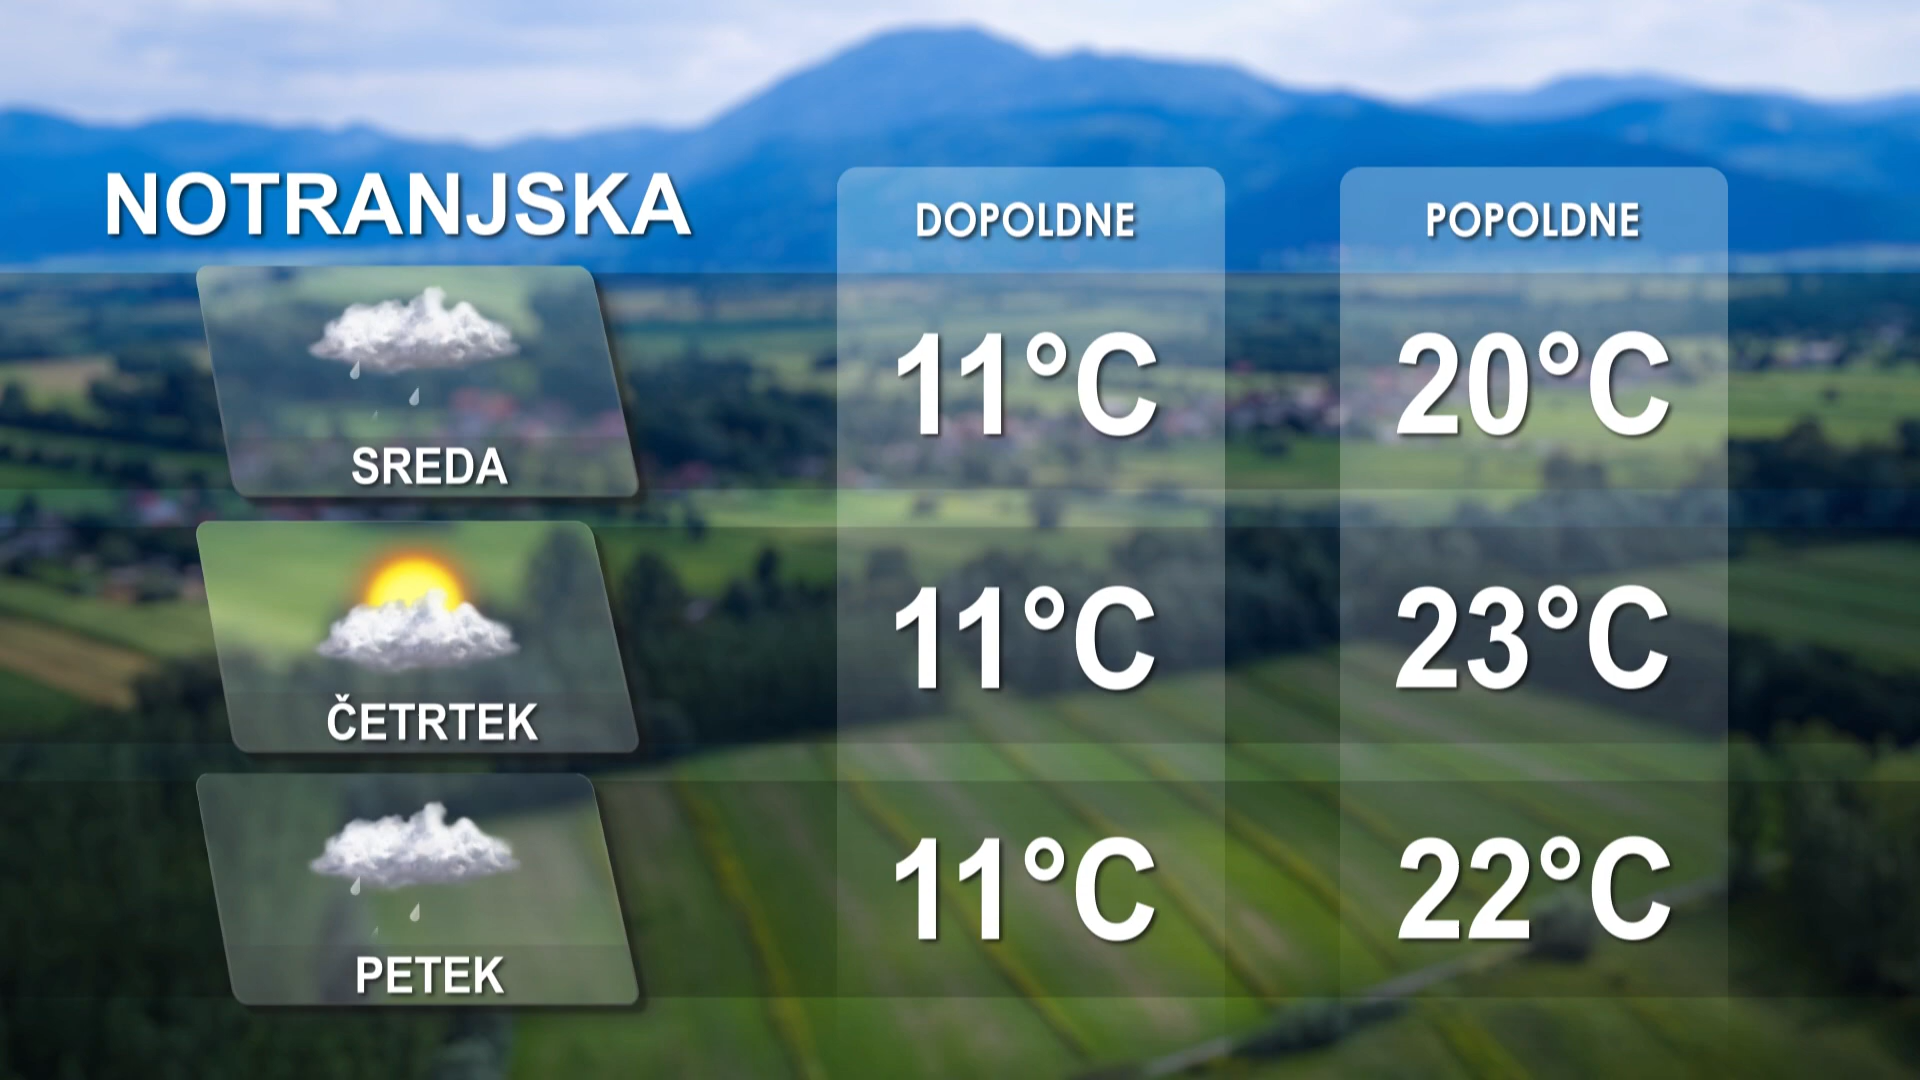 NOTRANJSKA
DOPOLDNE
POPOLDNE
SREDA
11°C
20°C
ČETRTEK
11°C
23°C
PETEK
11°C
22°C